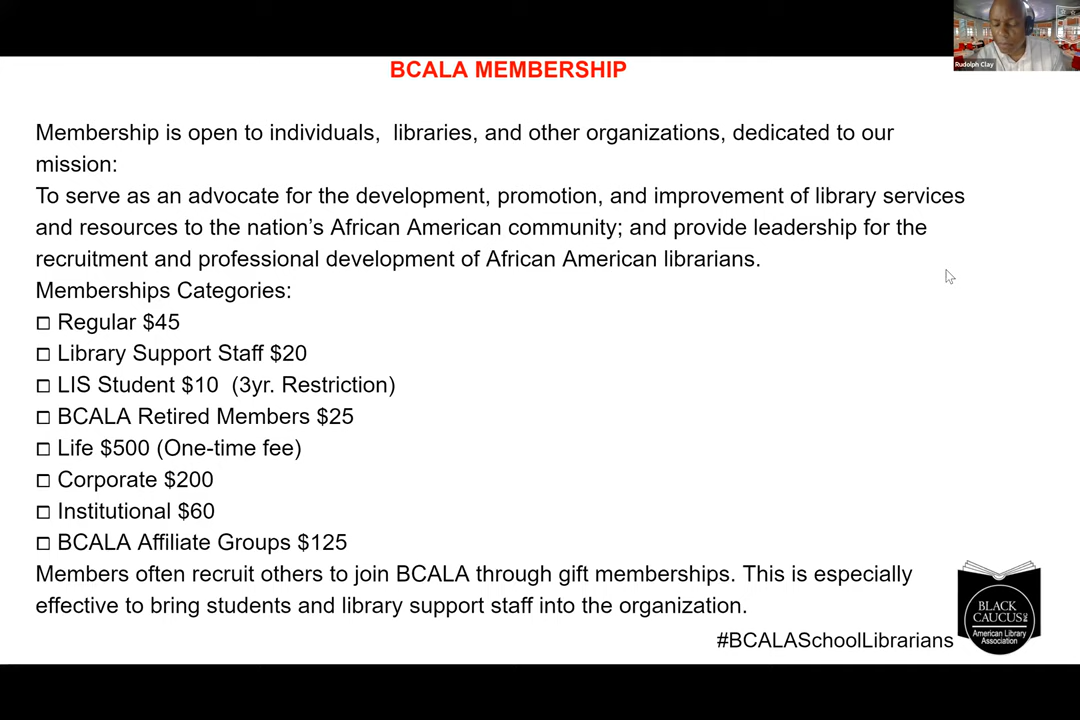 Rudolph Clay
BCALA MEMBERSHIP
Membership is open to individuals,  libraries, and other organizations, dedicated to our
mission:
To serve as an advocate for the development, promotion, and improvement of library services
and resources to the nation’s African American community; and provide leadership for the
recruitment and professional development of African American librarians.
Memberships Categories:
☐ Regular $45
☐ Library Support Staff $20
☐ LIS Student $10  (3yr. Restriction)
☐ BCALA Retired Members $25
☐ Life $500 (One-time fee)
☐ Corporate $200
☐ Institutional $60
☐ BCALA Affiliate Groups $125
Members often recruit others to join BCALA through gift memberships. This is especially
effective to bring students and library support staff into the organization.
#BCALASchoolLibrarians
BLACK
CAUCUS OF
American Library
Association